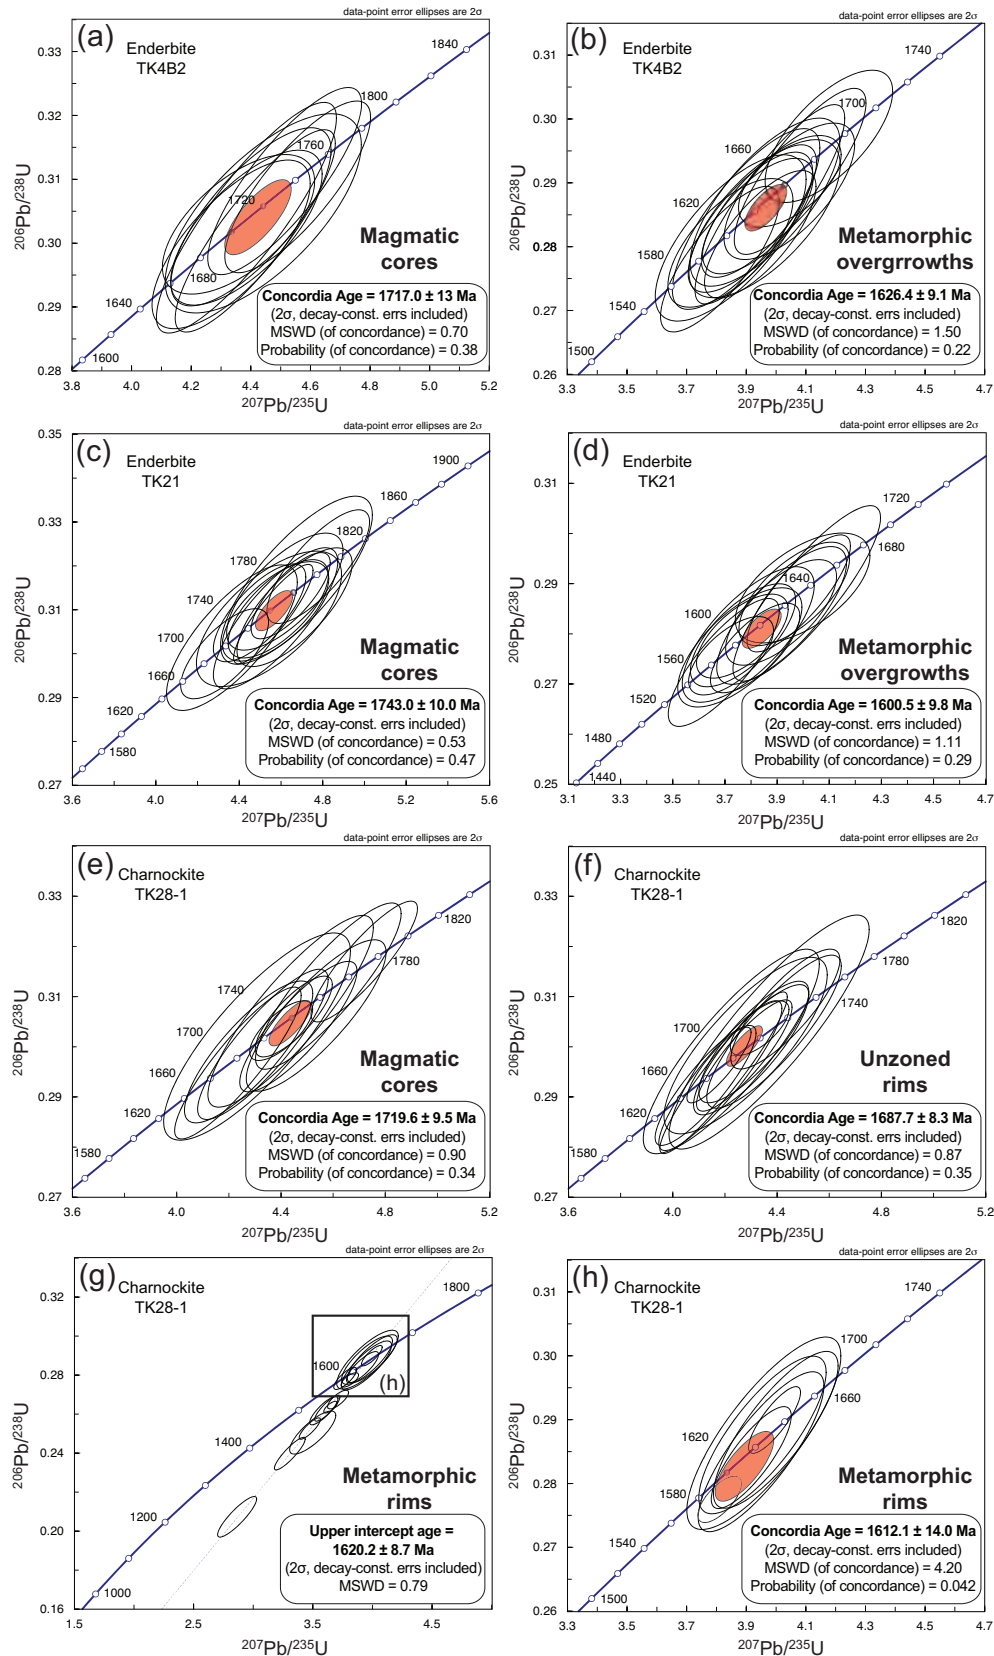 data-point error ellipses are 2σ
(a)
Enderbite
TK4B2
1840
1800
1760
1720
1680
1640
1600
0.33
0.32
0.31
0.30
0.29
0.28
206Pb/238U
Magmatic
cores
Concordia Age = 1717.0 ± 13 Ma
(2σ, decay-const. errs included)
MSWD (of concordance) = 0.70
Probability (of concordance) = 0.38
3.8 4.0 4.2 4.4 4.6 4.8 5.0 5.2
207Pb/235U
data-point error ellipses are 2σ
(b)
Enderbite
TK4B2
1740
1700
1660
1620
1580
1540
1500
0.31
0.30
0.29
0.28
0.27
0.26
206Pb/238U
Metamorphic
overgrrowths
Concordia Age = 1626.4 ± 9.1 Ma
(2σ, decay-const. errs included)
MSWD (of concordance) = 1.50
Probability (of concordance) = 0.22
3.3 3.5 3.7 3.9 4.1 4.3 4.5 4.7
207Pb/235U
data-point error ellipses are 2σ
(c)
Enderbite
TK21
1900
1860
1820
1780
1740
1700
1660
1620
1580
0.35
0.33
0.31
0.29
0.27
206Pb/238U
Magmatic
cores
Concordia Age = 1743.0 ± 10.0 Ma
(2σ, decay-const. errs included)
MSWD (of concordance) = 0.53
Probability (of concordance) = 0.47
3.6 4.0 4.4 4.8 5.2 5.6
207Pb/235U
data-point error ellipses are 2σ
(d)
Enderbite
TK21
1720
1680
1640
1600
1560
1520
1480
1440
0.31
0.29
0.27
0.25
206Pb/238U
Metamorphic
overgrowths
Concordia Age = 1600.5 ± 9.8 Ma
(2σ, decay-const. errs included)
MSWD (of concordance) = 1.11
Probability (of concordance) = 0.29
3.1 3.3 3.5 3.7 3.9 4.1 4.3 4.5 4.7
207Pb/235U
data-point error ellipses are 2σ
(e)
Charnockite
TK28-1
1820
1780
1740
1700
1660
1620
1580
0.33
0.31
0.29
0.27
206Pb/238U
Magmatic
cores
Concordia Age = 1719.6 ± 9.5 Ma
(2σ, decay-const. errs included)
MSWD (of concordance) = 0.90
Probability (of concordance) = 0.34
3.6 4.0 4.4 4.8 5.2
207Pb/235U
data-point error ellipses are 2σ
(f)
Charnockite
TK28-1
1820
1780
1740
1700
1660
1620
1580
0.33
0.31
0.29
0.27
206Pb/238U
Unzoned
rims
Concordia Age = 1687.7 ± 8.3 Ma
(2σ, decay-const. errs included)
MSWD (of concordance) = 0.87
Probability (of concordance) = 0.35
3.6 4.0 4.4 4.8 5.2
207Pb/235U
data-point error ellipses are 2σ
(g)
Charnockite
TK28-1
1800
1600
(h)
1400
1200
1000
0.32
0.28
0.24
0.20
0.16
206Pb/238U
Metamorphic
rims
Upper intercept age =
1620.2 ± 8.7 Ma
(2σ, decay-const. errs included)
MSWD = 0.79
1.5 2.5 3.5 4.5
207Pb/235U
data-point error ellipses are 2σ
(h)
Charnockite
TK28-1
1740
1700
1660
1620
1580
1540
1500
0.31
0.30
0.29
0.28
0.27
0.26
206Pb/238U
Metamorphic
rims
Concordia Age = 1612.1 ± 14.0 Ma
(2σ, decay-const. errs included)
MSWD (of concordance) = 4.20
Probability (of concordance) = 0.042
3.3 3.5 3.7 3.9 4.1 4.3 4.5 4.7
207Pb/235U